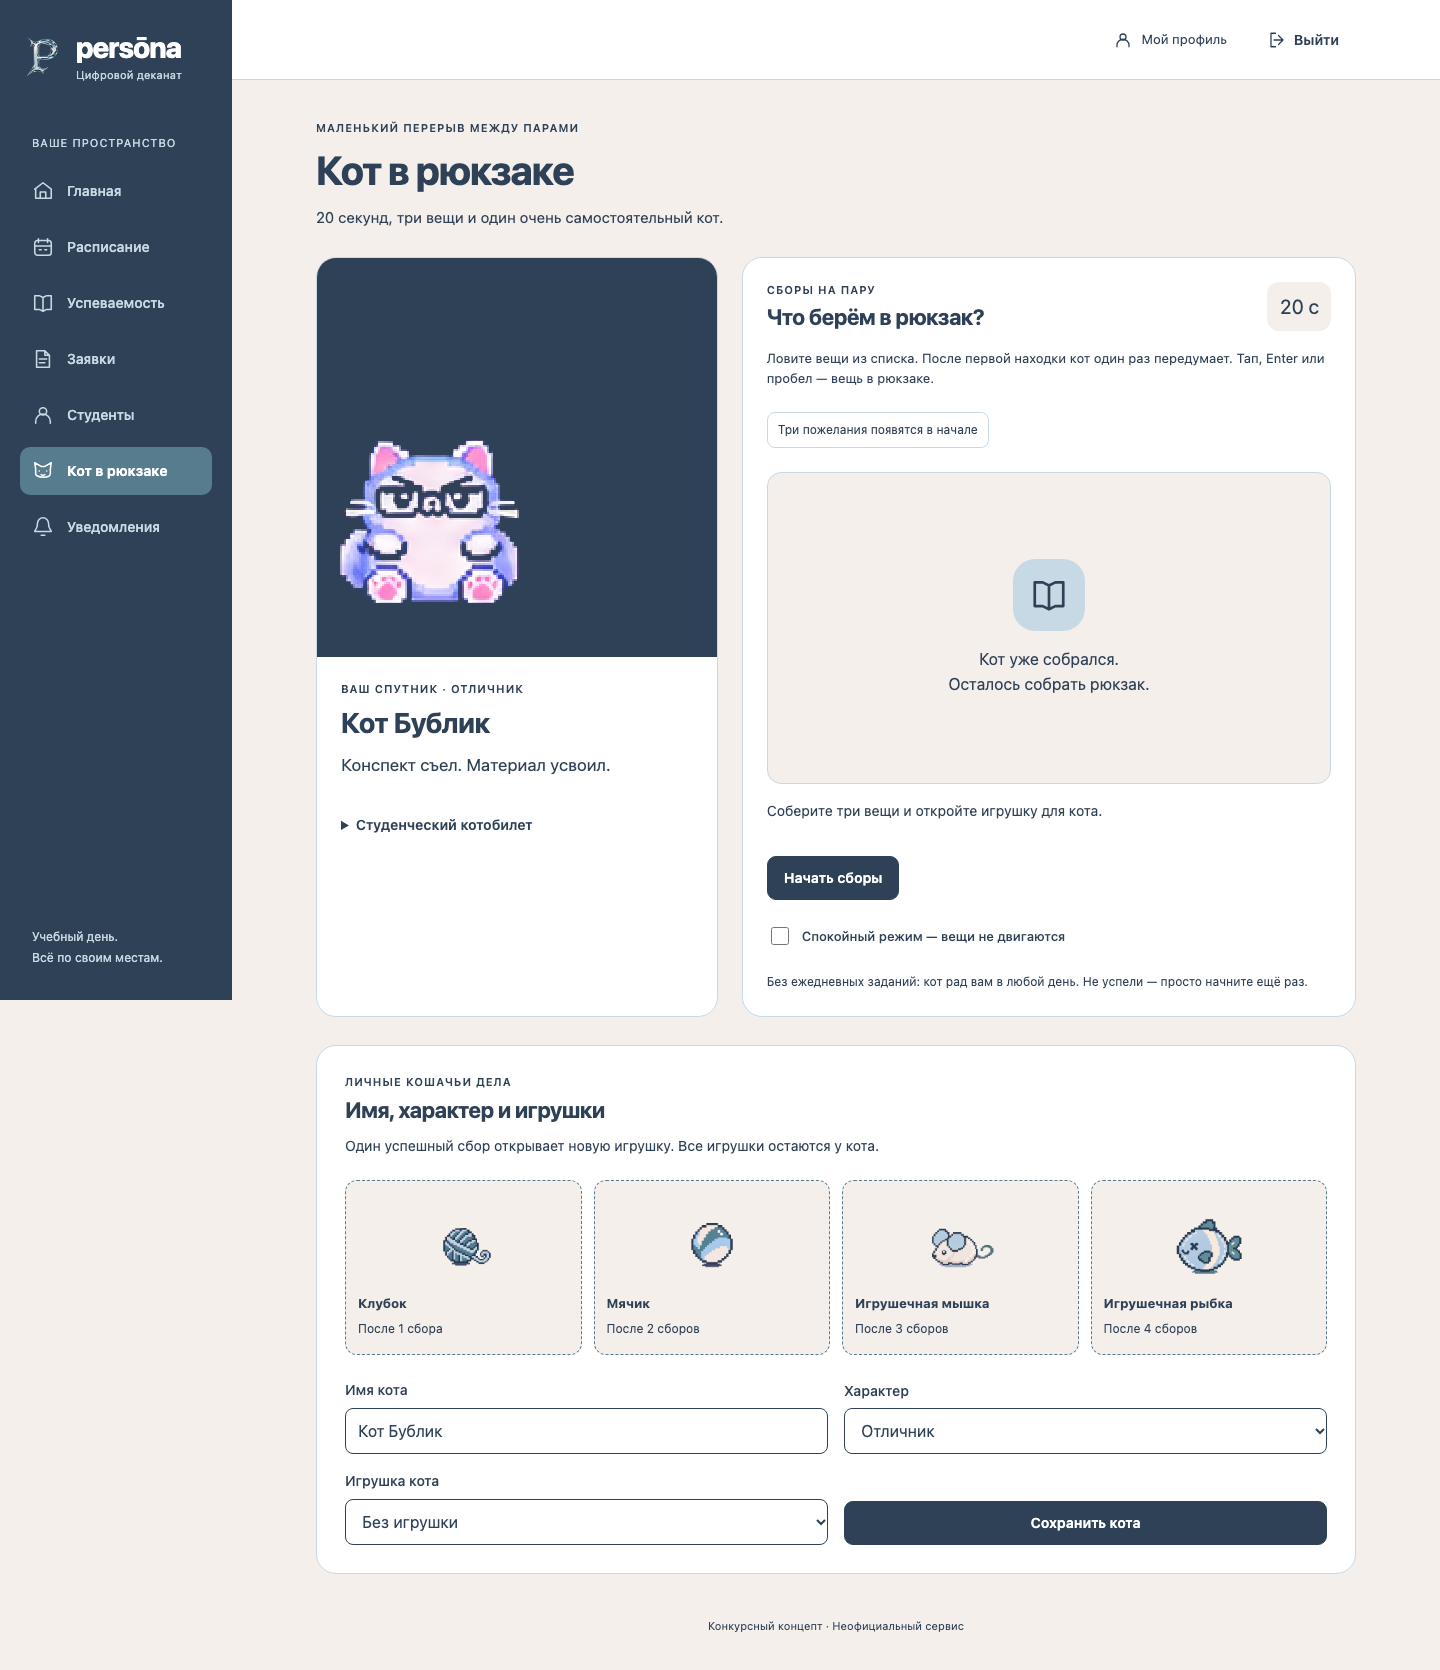 persōna
Цифровой деканат
ВАШЕ ПРОСТРАНСТВО
Главная
Расписание
Успеваемость
Заявки
Студенты
Кот в рюкзаке
Уведомления
Учебный день.
Всё по своим местам.
Мой профиль
Выйти
МАЛЕНЬКИЙ ПЕРЕРЫВ МЕЖДУ ПАРАМИ
Кот в рюкзаке
20 секунд, три вещи и один очень самостоятельный кот.
ВАШ СПУТНИК · ОТЛИЧНИК
Кот Бублик
Конспект съел. Материал усвоил.
Студенческий котобилет
СБОРЫ НА ПАРУ
Что берём в рюкзак?
20 с
Ловите вещи из списка. После первой находки кот один раз передумает. Тап, Enter или
пробел — вещь в рюкзаке.
Три пожелания появятся в начале
Кот уже собрался.
Осталось собрать рюкзак.
Соберите три вещи и откройте игрушку для кота.
Начать сборы
Спокойный режим — вещи не двигаются
Без ежедневных заданий: кот рад вам в любой день. Не успели — просто начните ещё раз.
ЛИЧНЫЕ КОШАЧЬИ ДЕЛА
Имя, характер и игрушки
Один успешный сбор открывает новую игрушку. Все игрушки остаются у кота.
Клубок
После 1 сбора
Мячик
После 2 сборов
Игрушечная мышка
После 3 сборов
Игрушечная рыбка
После 4 сборов
Имя кота
Кот Бублик
Характер
Отличник
Игрушка кота
Без игрушки
Сохранить кота
Конкурсный концепт · Неофициальный сервис